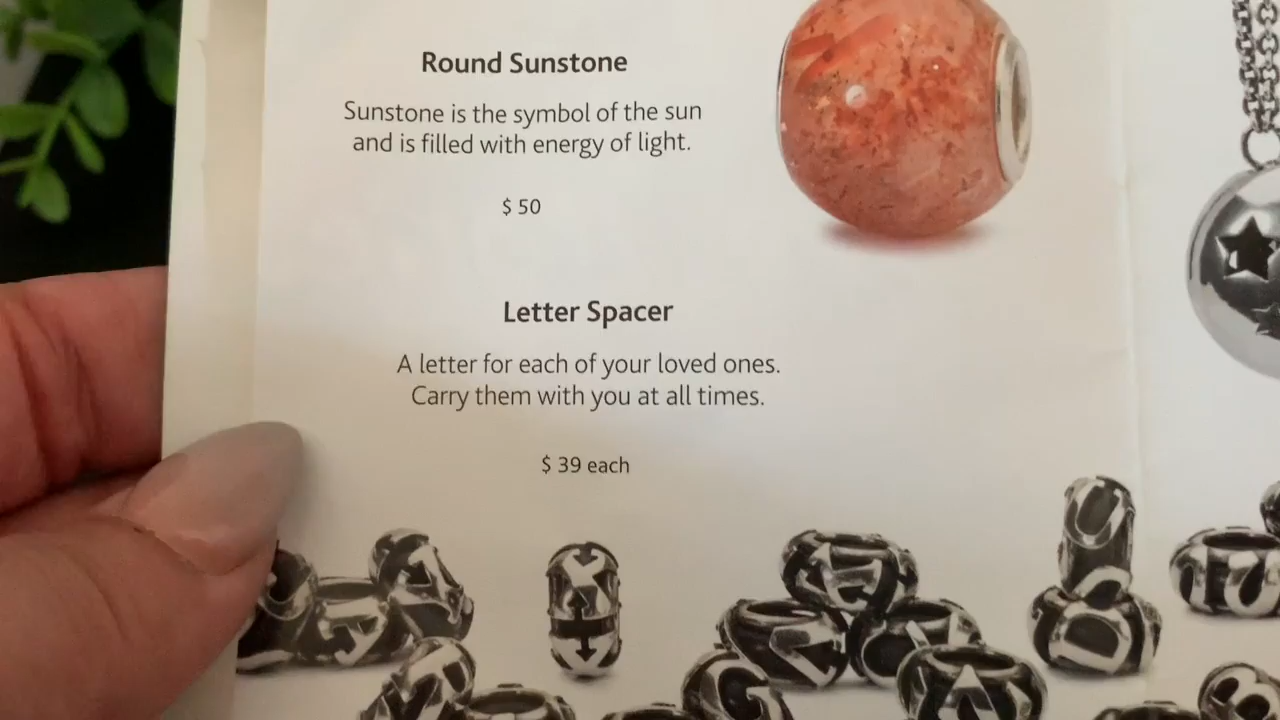 Round Sunstone
Sunstone is the symbol of the sun
and is filled with energy of light.
$ 50
Letter Spacer
A letter for each of your loved ones.
Carry them with you at all times.
$ 39 each